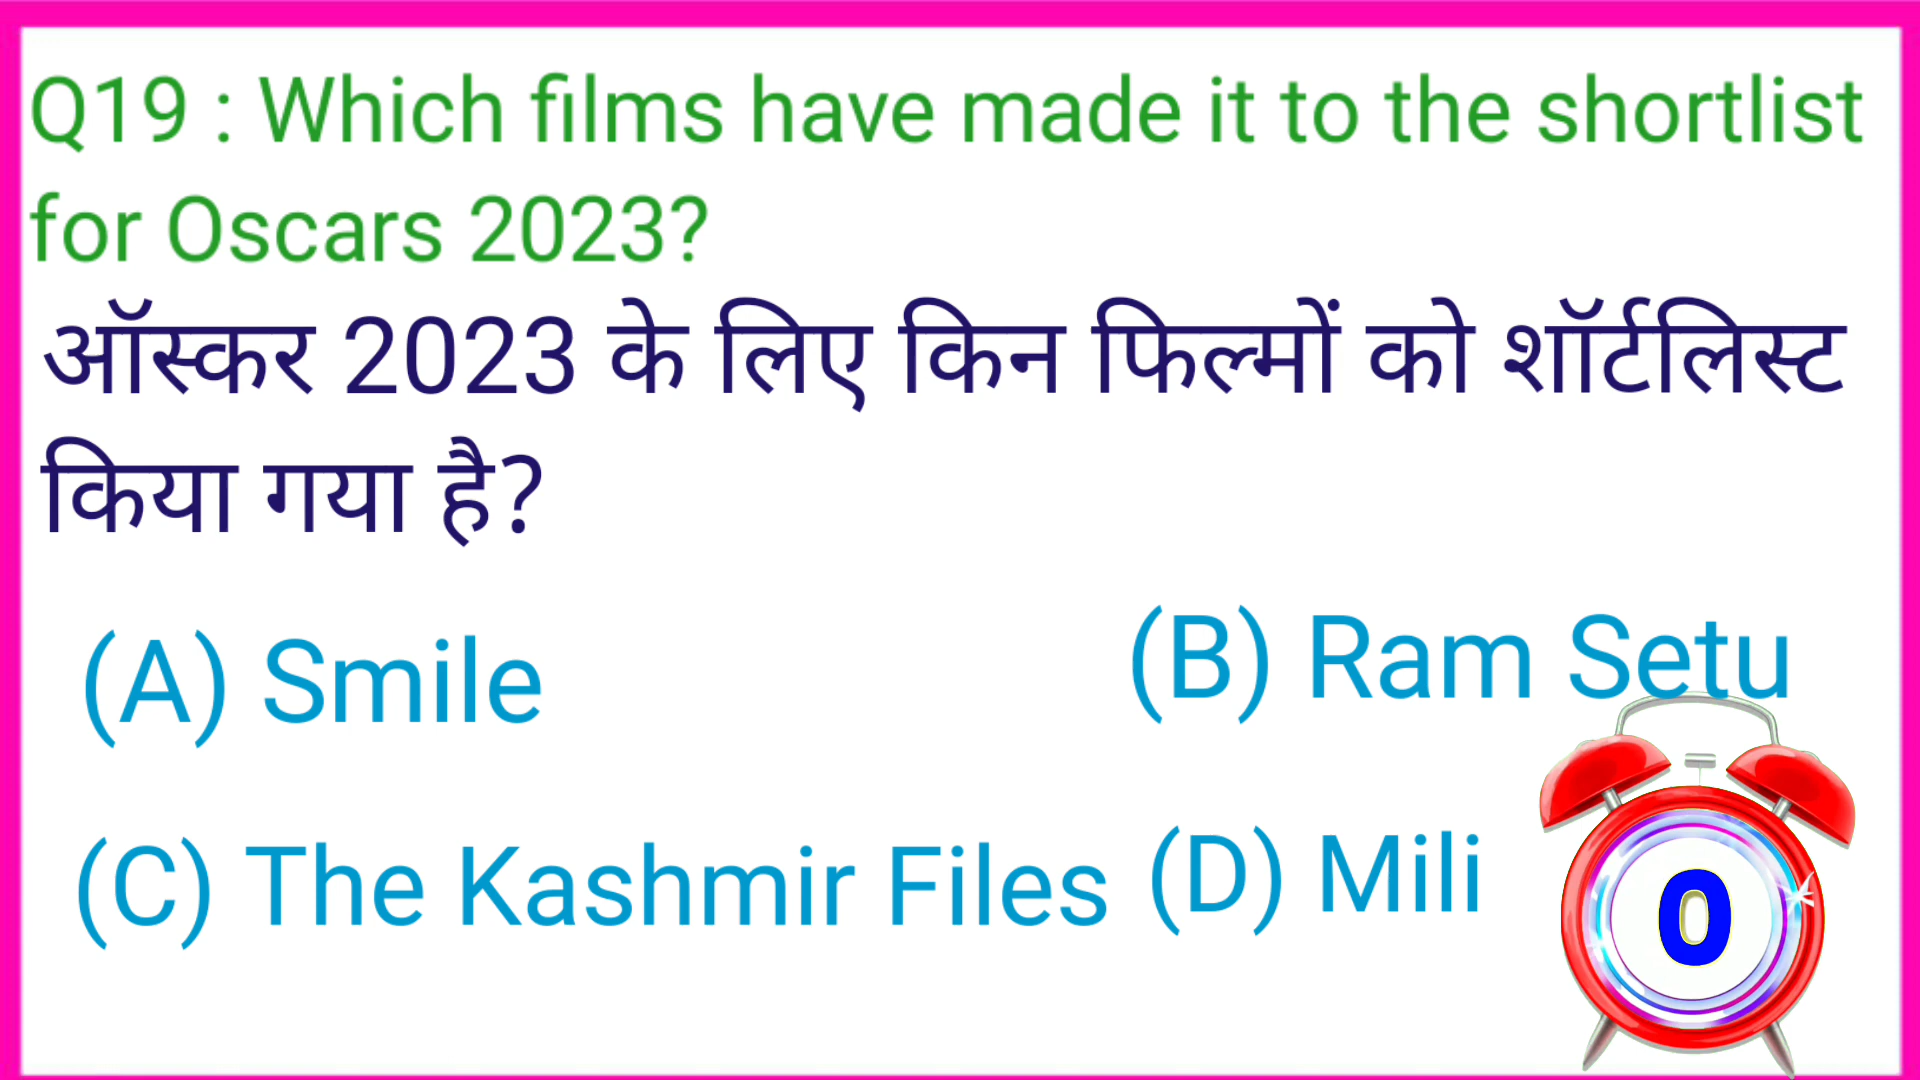 Q19 : Which films have made it to the shortlist
for Oscars 2023?
ऑस्कर 2023 के लिए किन फिल्मों को शॉर्टलिस्ट
किया गया है?
(A) Smile
(B) Ram Setu
(C) The Kashmir Files
(D) Mili
0